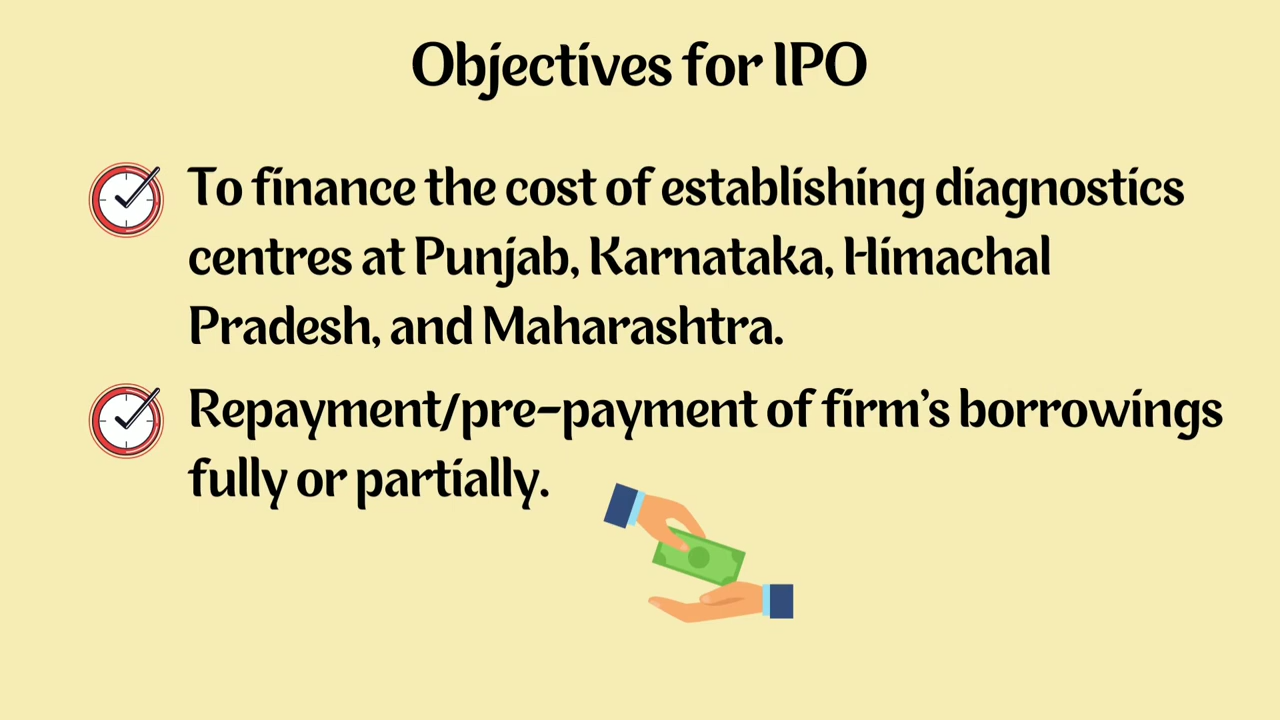 Objectives for IPO
To finance the cost of establishing diagnostics
centres at Punjab, Karnataka, Himachal
Pradesh, and Maharashtra.
Repayment/pre-payment of firm's borrowings
fully or partially.